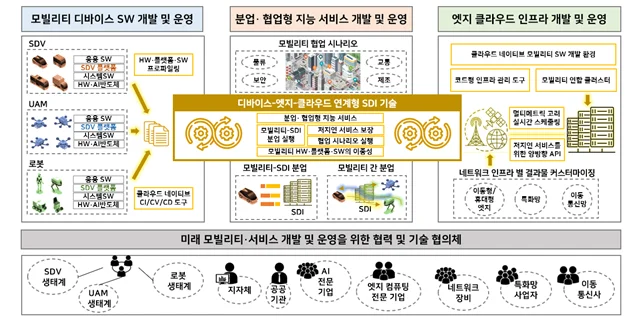 모빌리티 디바이스 SW 개발 및 운영
SDV
응용 SW
SDV 플랫폼
시스템SW
HW·AI반도체
UAM
응용 SW
SDV 플랫폼
시스템SW
HW·AI반도체
로봇
응용 SW
SDV 플랫폼
시스템SW
HW·AI반도체
HW·플랫폼·SW
프로파일링
클라우드 네이티브
CI/CV/CD 도구
분업·협업형 지능 서비스 개발 및 운영
모빌리티 협업 시나리오
물류
교통
보안
제조
디바이스-엣지-클라우드 연계형 SDI 기술
분업·협업형 지능 서비스
모빌리티-SDI
분업 실행
저지연 서비스 보장
협업 시나리오 실행
모빌리티 HW·플랫폼·SW의 이중성
모빌리티-SDI 분업
모빌리티 간 분업
SDI
SDI
엣지 클라우드 인프라 개발 및 운영
클라우드 네이티브 모빌리티 SW 개발 환경
코드형 인프라 관리 도구
모빌리티 연합 클러스터
멀티메트릭 고려
실시간 스케줄링
저지연 서비스를
위한 양방향 API
네트워크 인프라 별 결과물 커스터마이징
이동형/
휴대형
엣지
특화망
이동
통신망
미래 모빌리티·서비스 개발 및 운영을 위한 협력 및 기술 협의체
SDV
생태계
UAM
생태계
로봇
생태계
지자체
공공
기관
AI
전문
기업
엣지 컴퓨팅
전문 기업
네트워크
장비
특화망
사업자
이동
통신사